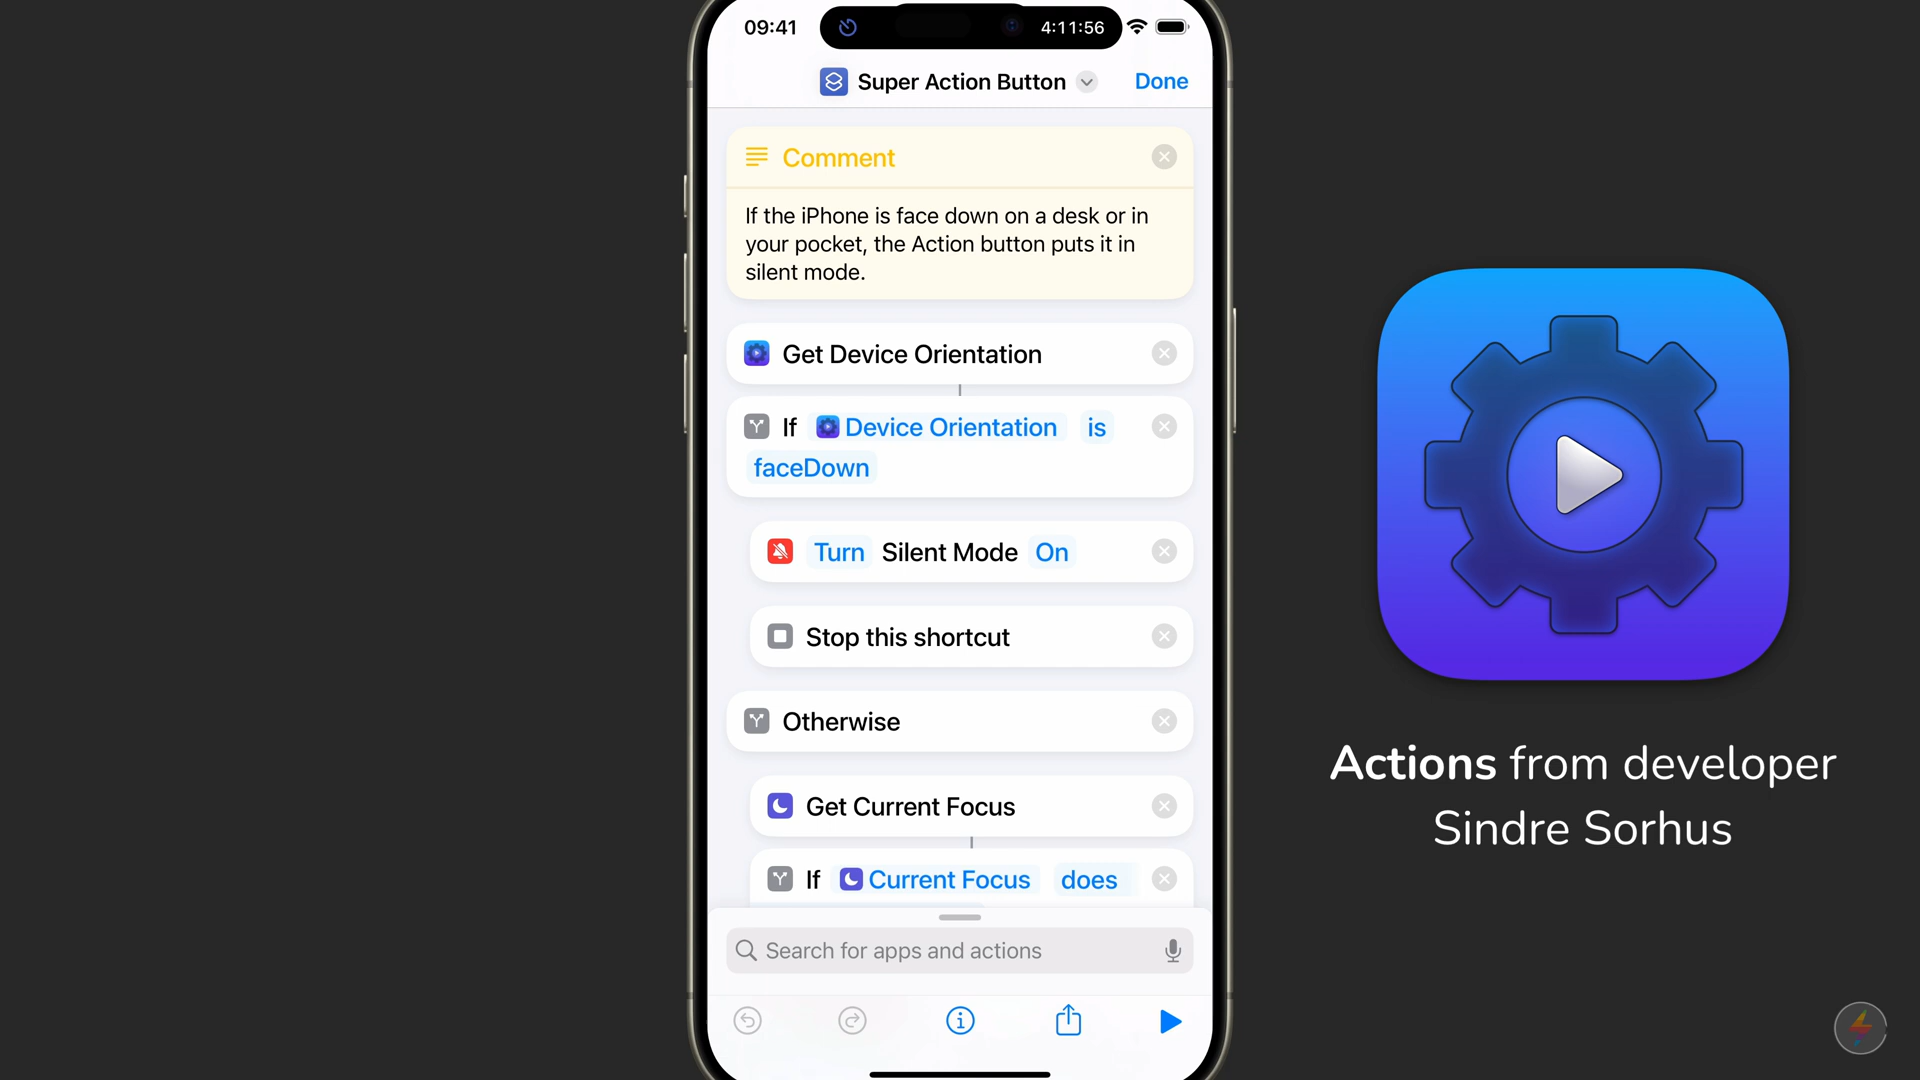 09:41
4:11:56
Super Action Button
Done
Comment
If the iPhone is face down on a desk or in
your pocket, the Action button puts it in
silent mode.
Get Device Orientation
If Device Orientation is
faceDown
Turn Silent Mode On
Stop this shortcut
Otherwise
Get Current Focus
If Current Focus does
Search for apps and actions
Actions from developer
Sindre Sorhus